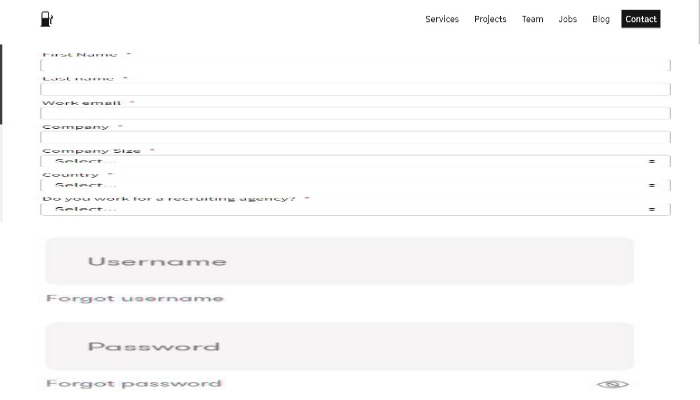 Services Projects Team Jobs Blog Contact
First Name *
Last name *
Work email *
Company *
Company Size *
Select...
Country *
Select...
Do you work for a recruiting agency? *
Select...
Username
Forgot username
Password
Forgot password